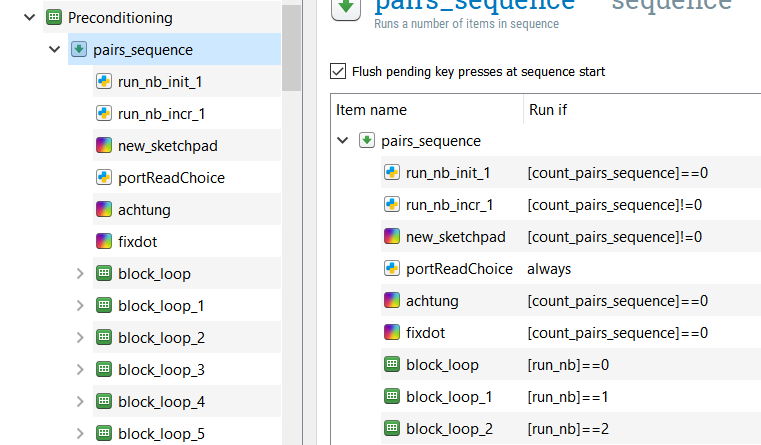 Preconditioning
pairs_sequence
run_nb_init_1
run_nb_incr_1
new_sketchpad
portReadChoice
achtung
fixdot
block_loop
block_loop_1
block_loop_2
block_loop_3
block_loop_4
block_loop_5
pairs_sequence — sequence
Runs a number of items in sequence
Flush pending key presses at sequence start
Item name Run if
pairs_sequence
run_nb_init_1 [count_pairs_sequence]==0
run_nb_incr_1 [count_pairs_sequence]!=0
new_sketchpad [count_pairs_sequence]!=0
portReadChoice always
achtung [count_pairs_sequence]==0
fixdot [count_pairs_sequence]==0
block_loop [run_nb]==0
block_loop_1 [run_nb]==1
block_loop_2 [run_nb]==2